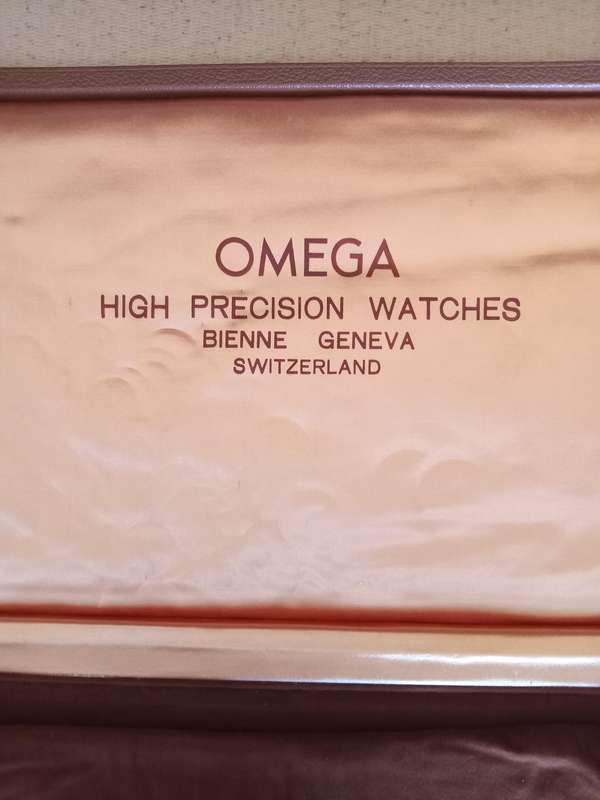 OMEGA
HIGH PRECISION WATCHES
BIENNE GENEVA
SWITZERLAND